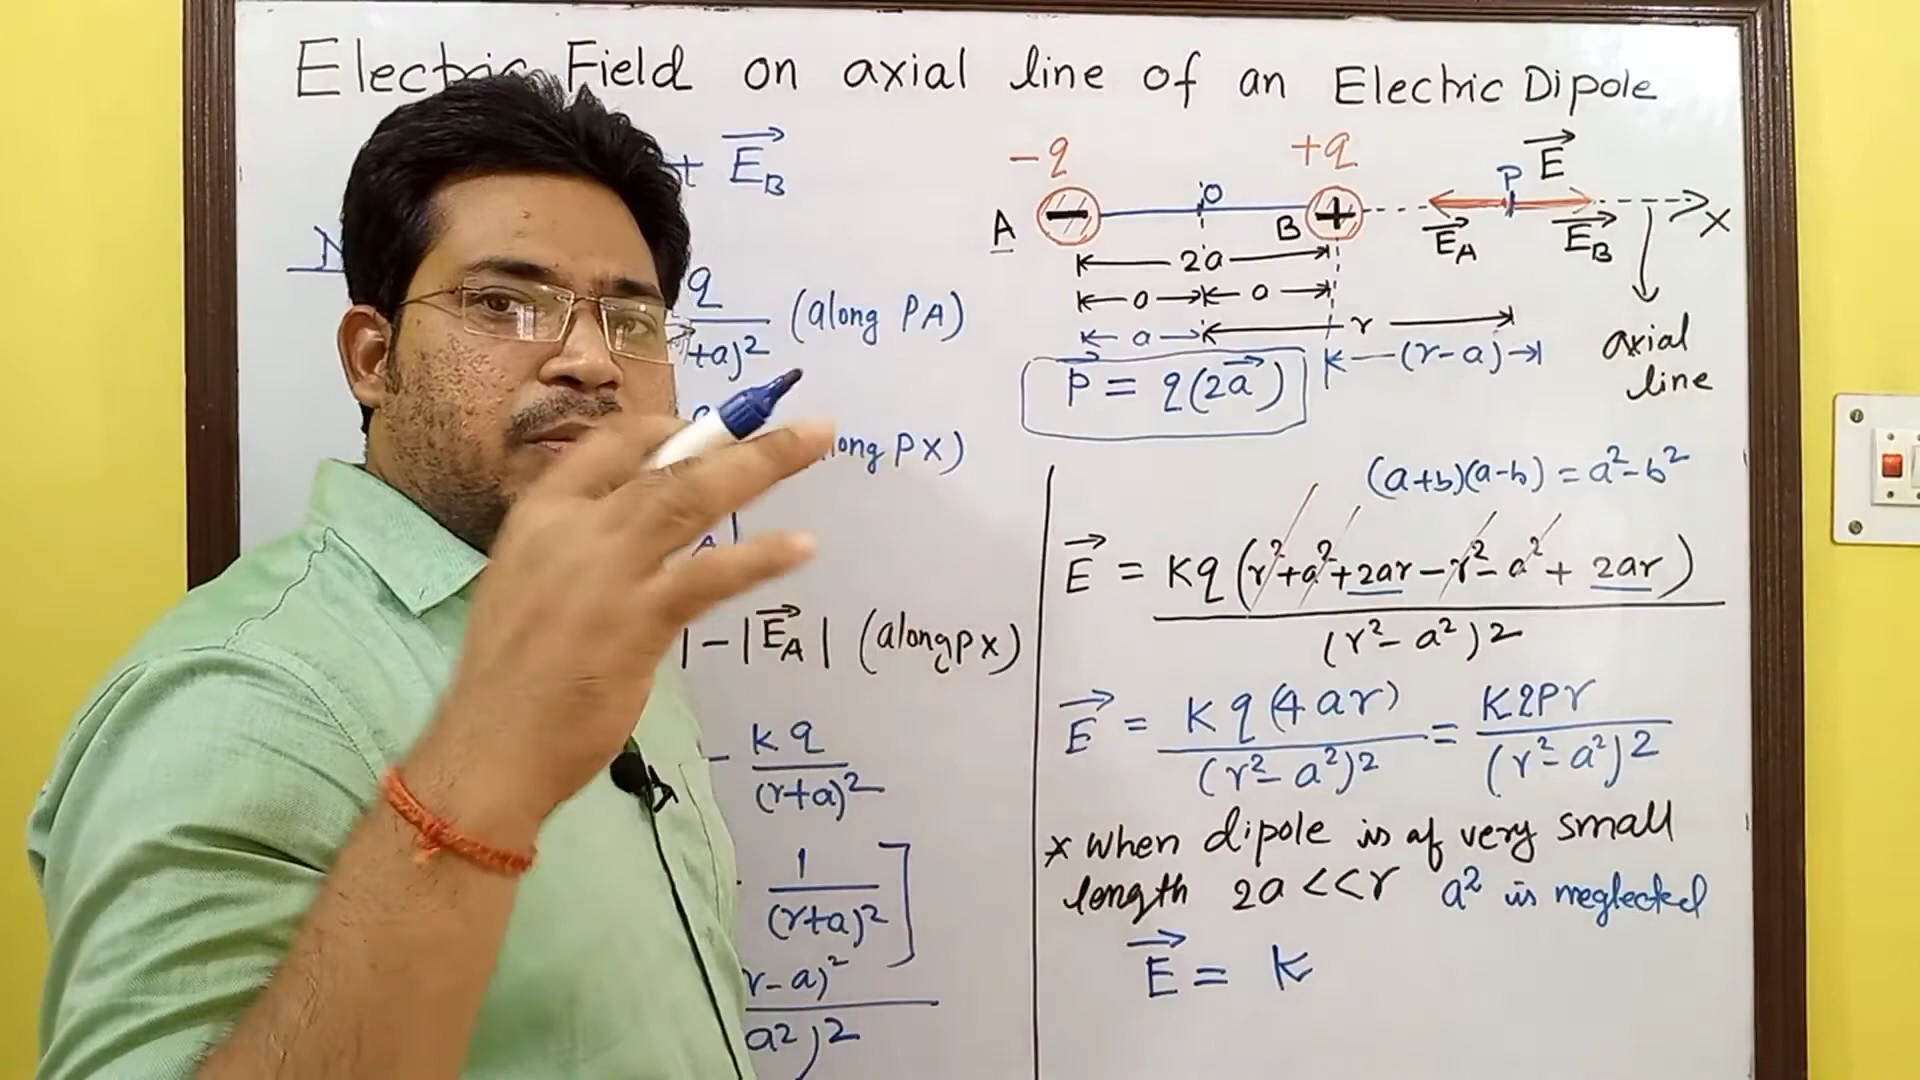 Electric Field on axial line of an Electric Dipole
+ E⃗B
q
+a)² (along PA)
along PX)
A|
|-|E⃗A| (along PX)
- Kq
(r+a)²
1
(r+a)²]
r-a)²
a²)²
-q +q E⃗
A − O B + P X
E⃗A E⃗B
2a
a a
a r
(r-a)
axial
line
P⃗ = q(2a⃗)
(a+b)(a-b) = a²-b²
E⃗ = Kq(r²+a²+2ar-r²-a²+2ar)
(r²-a²)²
E⃗ = Kq(4ar) = K2Pr
(r²-a²)² (r²-a²)²
* when dipole is of very small
length 2a<<r a² is neglected
E⃗ = K